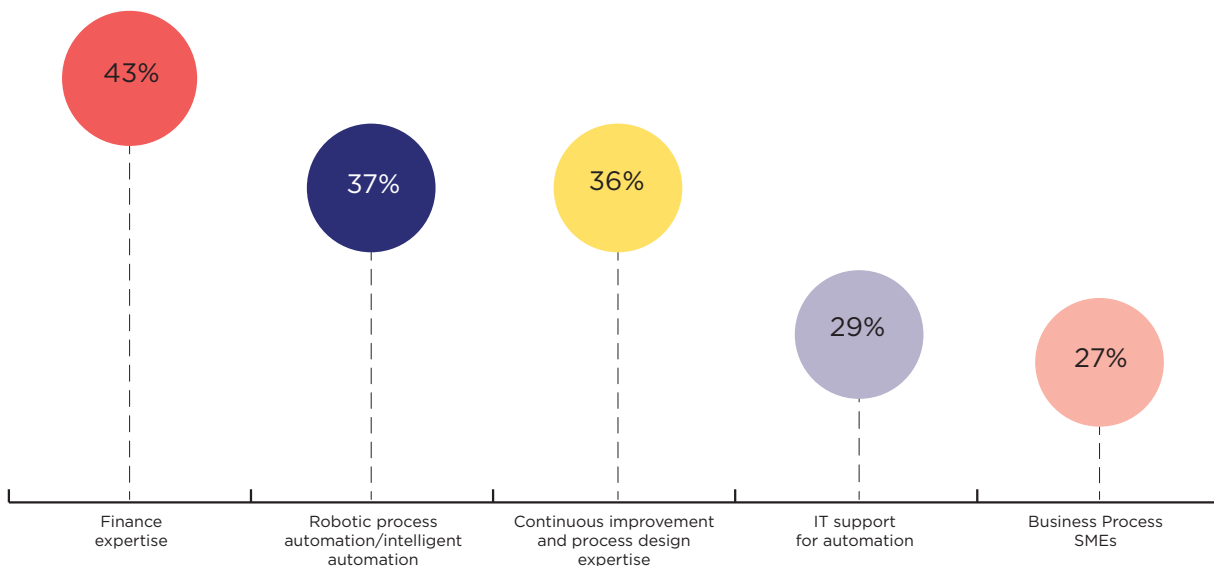 43%
37%
36%
29%
27%
Finance
expertise
Robotic process
automation/intelligent
automation
Continuous improvement
and process design
expertise
IT support
for automation
Business Process
SMEs